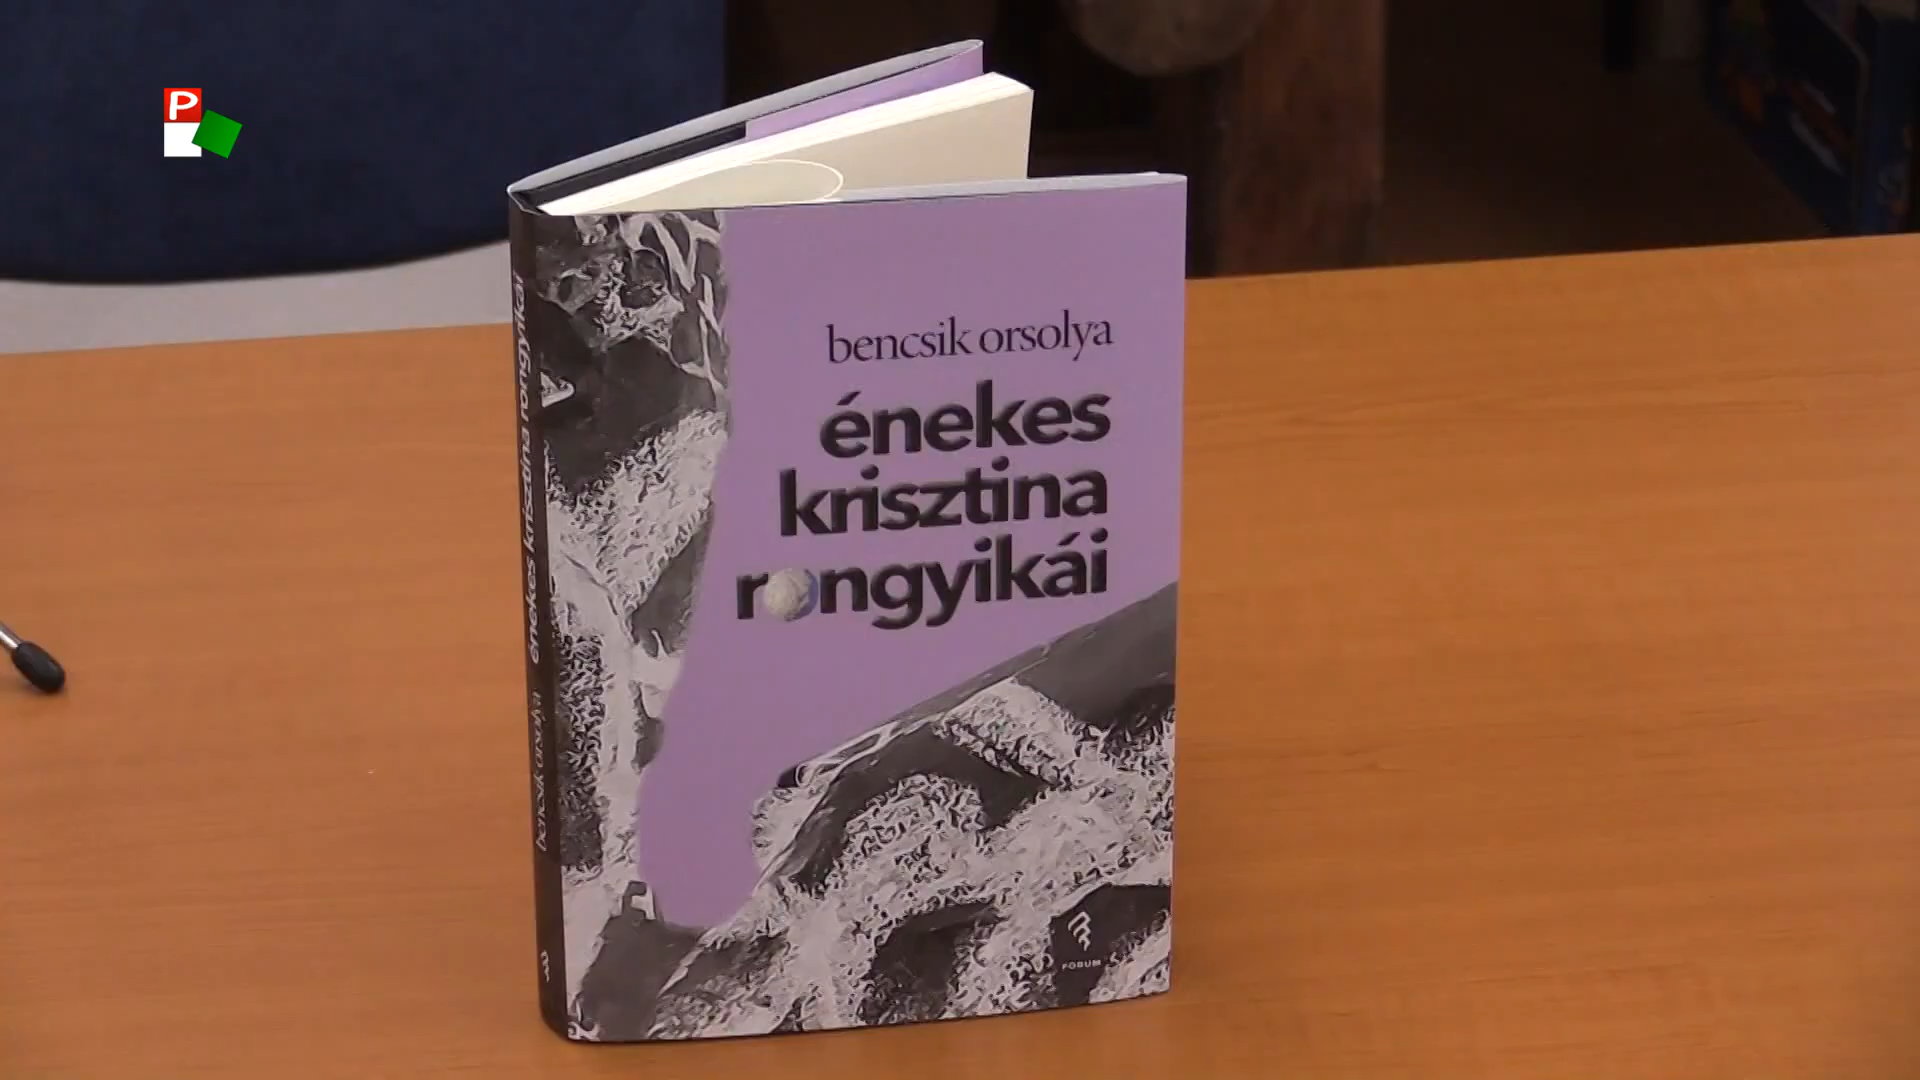 P
bencsik orsolya
énekes
krisztina
rongyikái
FORUM
bencsik orsolya énekes krisztina rongyikái